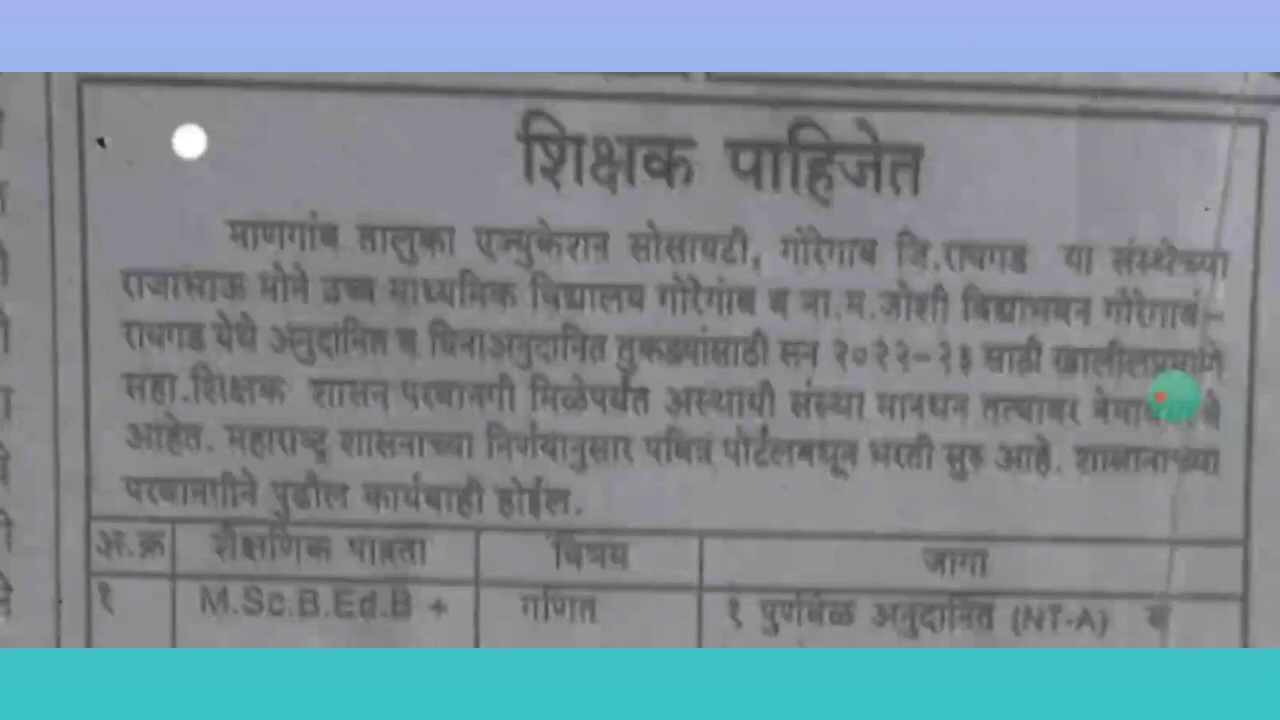 शिक्षक पाहिजेत
माणगांव तालुका एज्युकेशन सोसायटी, गोरेगाव जि.रायगड या संस्थेच्या
राजाभाऊ मोने उच्च माध्यमिक विद्यालय गोरेगांव व ना.म.जोशी विद्याभवन गोरेगावं-
रायगड येथे अनुदानित व विनाअनुदानित तुकड्यांसाठी सन २०२२-२३ साठी खालीलप्रमाणे
सहा.शिक्षक शासन परवानगी मिळेपर्यंत अस्थायी संस्था मानधन तत्वावर
आहेत. महाराष्ट्र शासनाच्या निर्णयानुसार पवित्र पोर्टलमधून भरती सुरु आहे. शासनाच्या
परवानगीने पुढील कार्यवाही होईल.
अ.क्र शैक्षणिक पात्रता विषय जागा
१ M.Sc.B.Ed.B + गणित १ पुर्णवेळ अनुदानित (NT-A) व